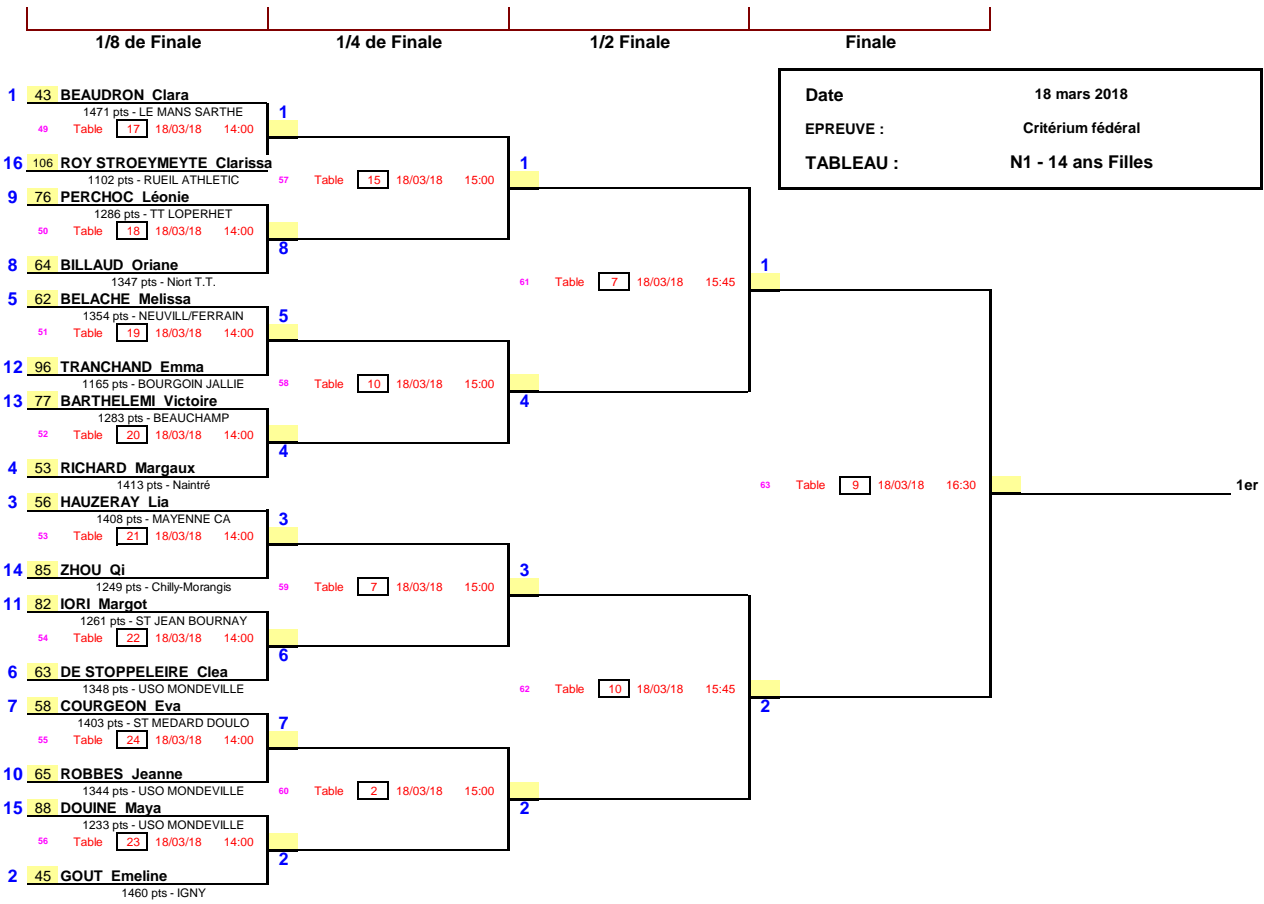 1/8 de Finale 1/4 de Finale 1/2 Finale Finale
Date 18 mars 2018
EPREUVE : Critérium fédéral
TABLEAU : N1 - 14 ans Filles
1 43 BEAUDRON Clara
1471 pts - LE MANS SARTHE
1
49 Table 17 18/03/18 14:00
16 106 ROY STROEYMEYTE Clarissa
1
1102 pts - RUEIL ATHLETIC
57 Table 15 18/03/18 15:00
9 76 PERCHOC Léonie
1286 pts - TT LOPERHET
50 Table 18 18/03/18 14:00
8
8 64 BILLAUD Oriane
1
1347 pts - Niort T.T.
61 Table 7 18/03/18 15:45
5 62 BELACHE Melissa
1354 pts - NEUVILL/FERRAIN
5
51 Table 19 18/03/18 14:00
12 96 TRANCHAND Emma
1165 pts - BOURGOIN JALLIE
58 Table 10 18/03/18 15:00
13 77 BARTHELEMI Victoire
4
1283 pts - BEAUCHAMP
52 Table 20 18/03/18 14:00
4
4 53 RICHARD Margaux
1413 pts - Naintré
63 Table 9 18/03/18 16:30
1er
3 56 HAUZERAY Lia
1408 pts - MAYENNE CA
3
53 Table 21 18/03/18 14:00
14 85 ZHOU Qi
3
1249 pts - Chilly-Morangis
59 Table 7 18/03/18 15:00
11 82 IORI Margot
1261 pts - ST JEAN BOURNAY
54 Table 22 18/03/18 14:00
6
6 63 DE STOPPELEIRE Clea
1348 pts - USO MONDEVILLE
62 Table 10 18/03/18 15:45
7 58 COURGEON Eva
2
1403 pts - ST MEDARD DOULO
7
55 Table 24 18/03/18 14:00
10 65 ROBBES Jeanne
1344 pts - USO MONDEVILLE
60 Table 2 18/03/18 15:00
15 88 DOUINE Maya
2
1233 pts - USO MONDEVILLE
56 Table 23 18/03/18 14:00
2
2 45 GOUT Emeline
1460 pts - IGNY